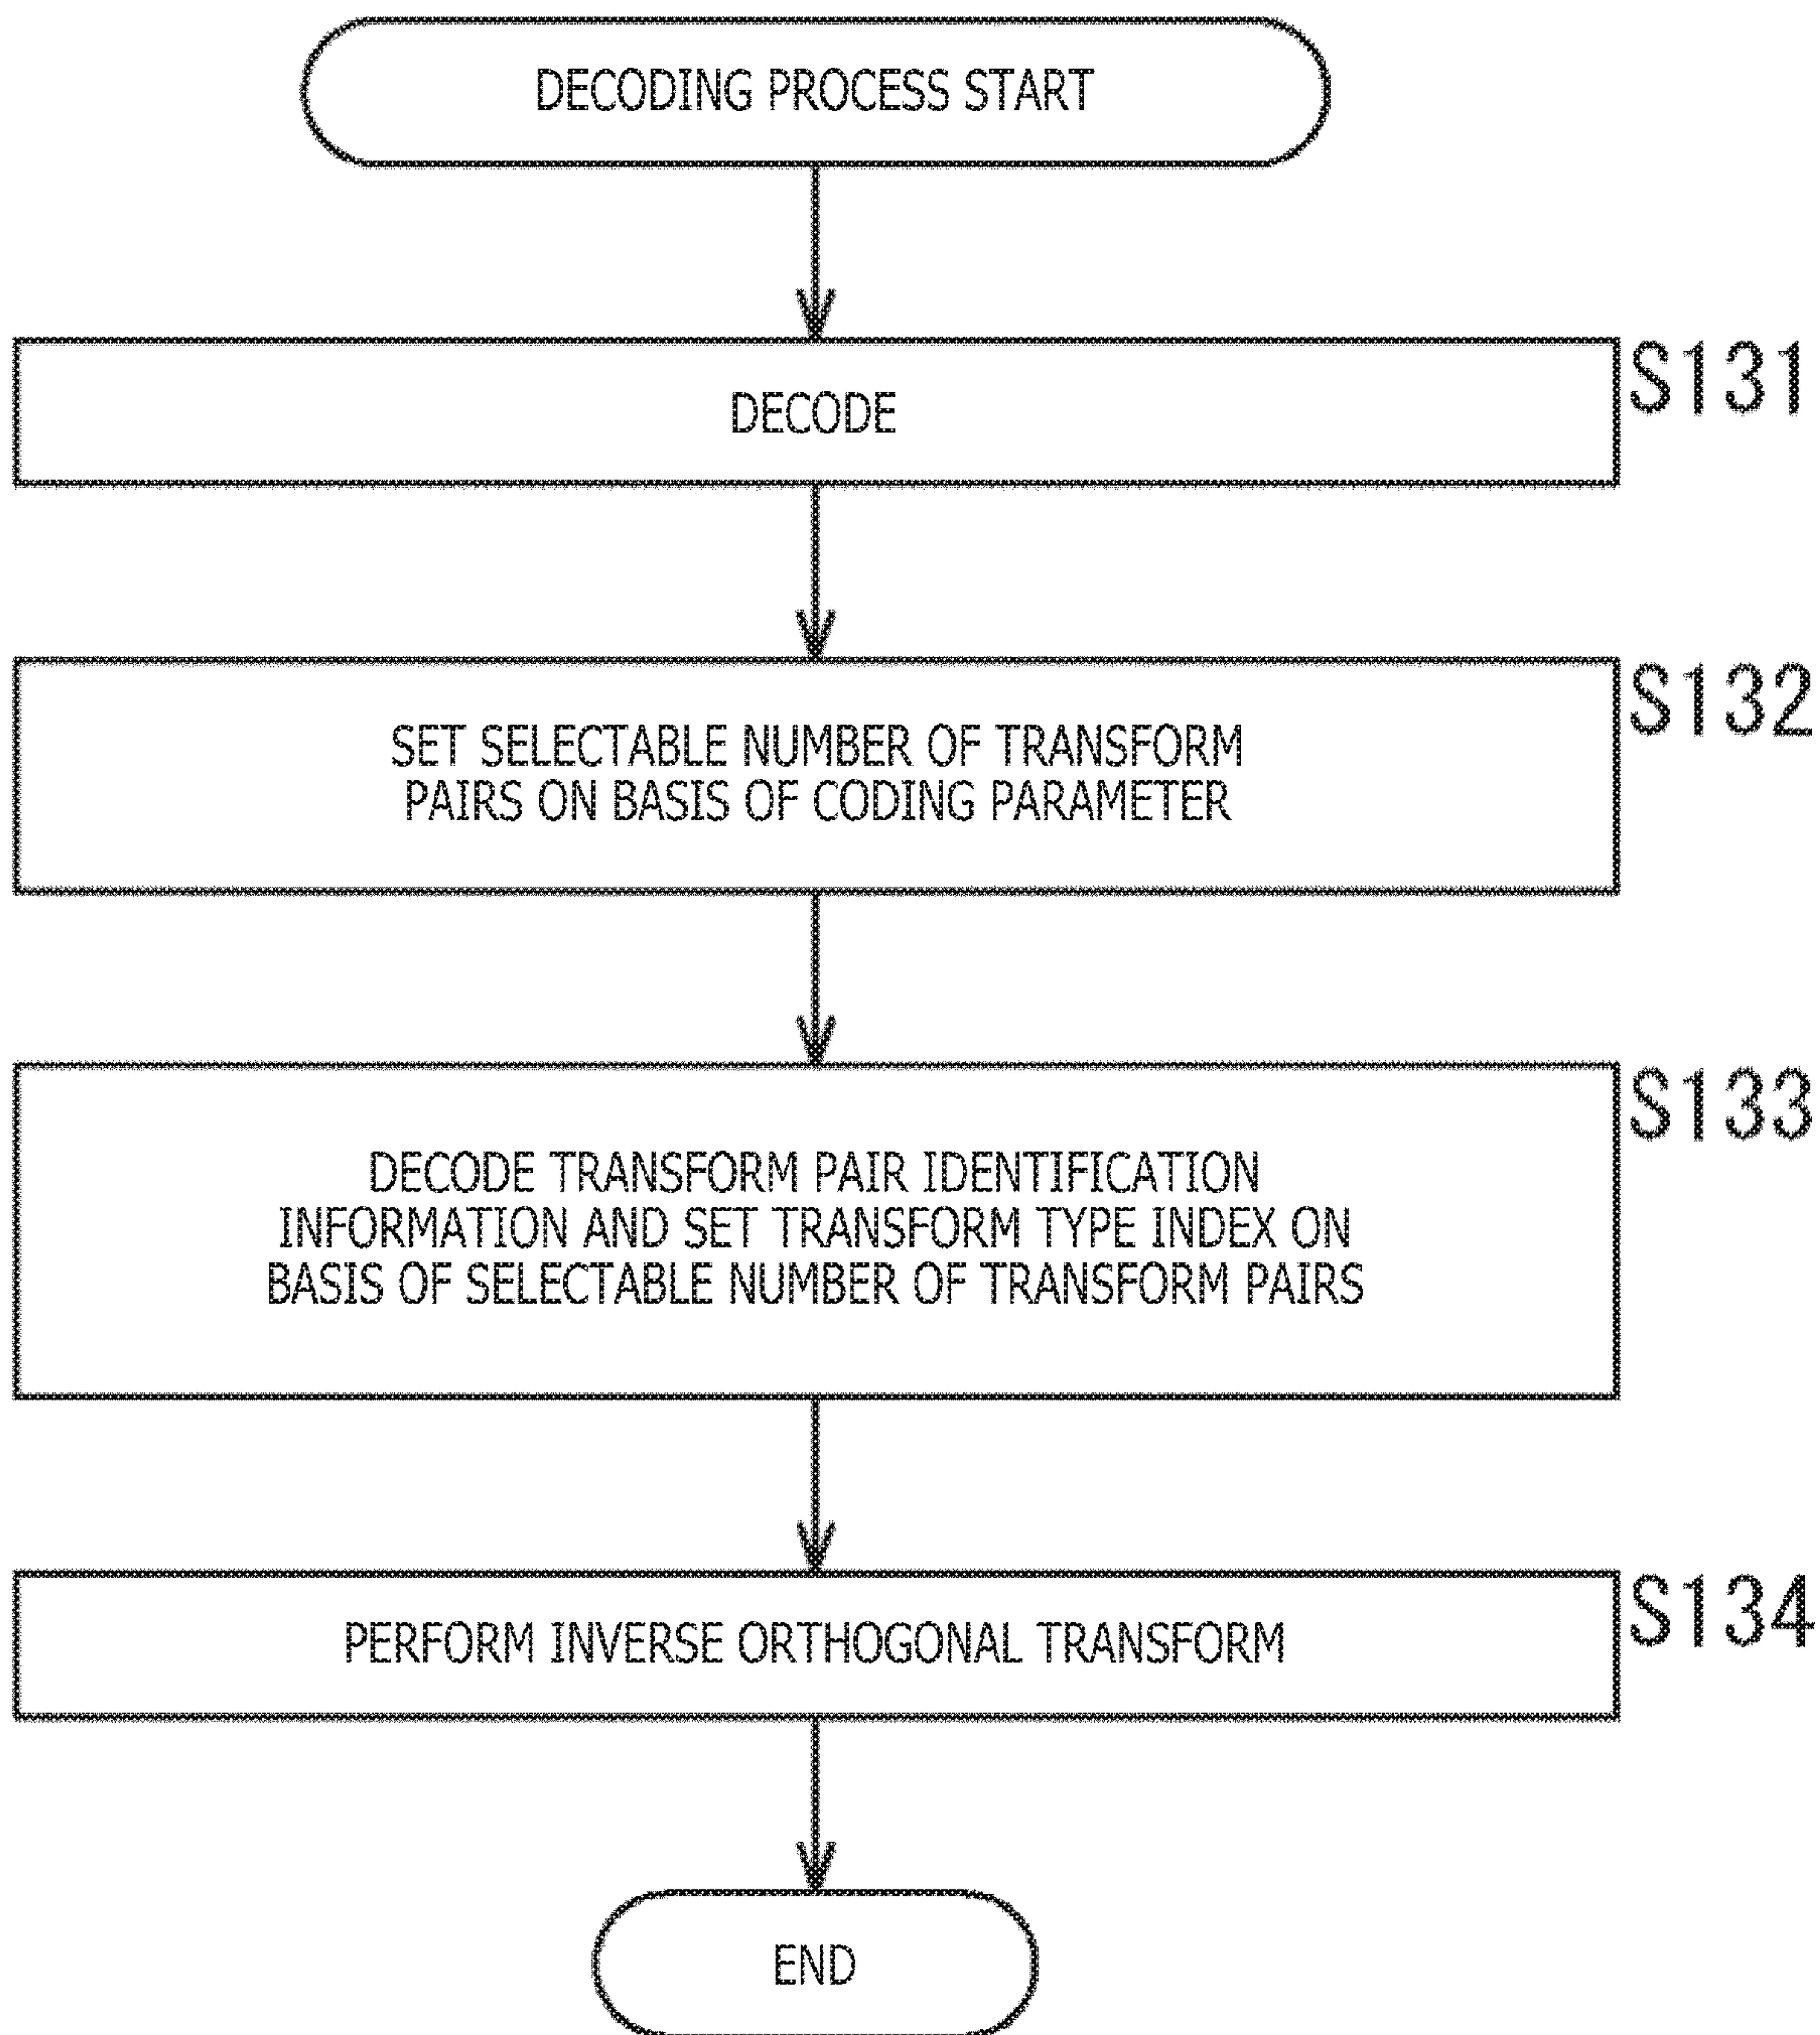 DECODING PROCESS START
S131
DECODE
S132
SET SELECTABLE NUMBER OF TRANSFORM
PAIRS ON BASIS OF CODING PARAMETER
S133
DECODE TRANSFORM PAIR IDENTIFICATION
INFORMATION AND SET TRANSFORM TYPE INDEX ON
BASIS OF SELECTABLE NUMBER OF TRANSFORM PAIRS
S134
PERFORM INVERSE ORTHOGONAL TRANSFORM
END